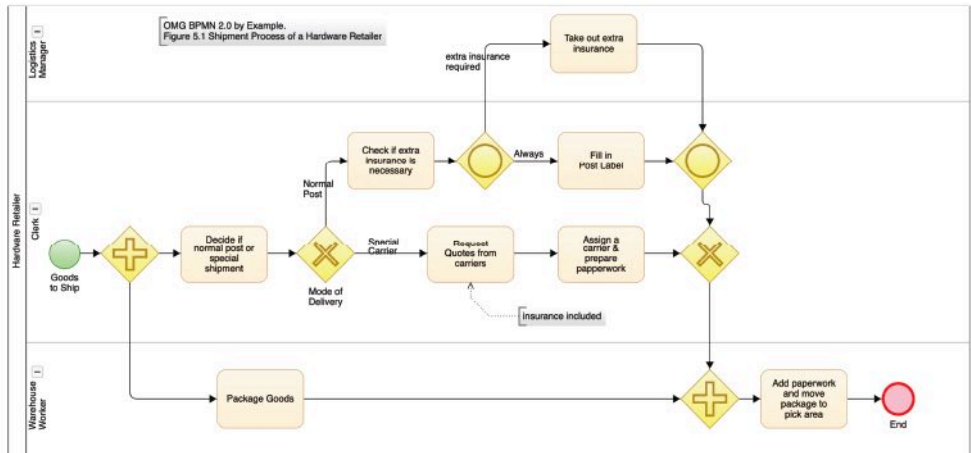 OMG BPMN 2.0 by Example.
Figure 5.1 Shipment Process of a Hardware Retailer
Hardware Retailer
Logistics
Manager
extra insurance
required
Take out extra
insurance
Clerk
Check if extra
insurance is
necessary
Always
Fill in
Post Label
Normal
Post
Goods
to Ship
Decide if
normal post or
special
shipment
Mode of
Delivery
Special
Carrier
Request
Quotes from
carriers
Assign a
carrier &
prepare
papperwork
insurance included
Warehouse
Worker
Package Goods
Add paperwork
and move
package to
pick area
End